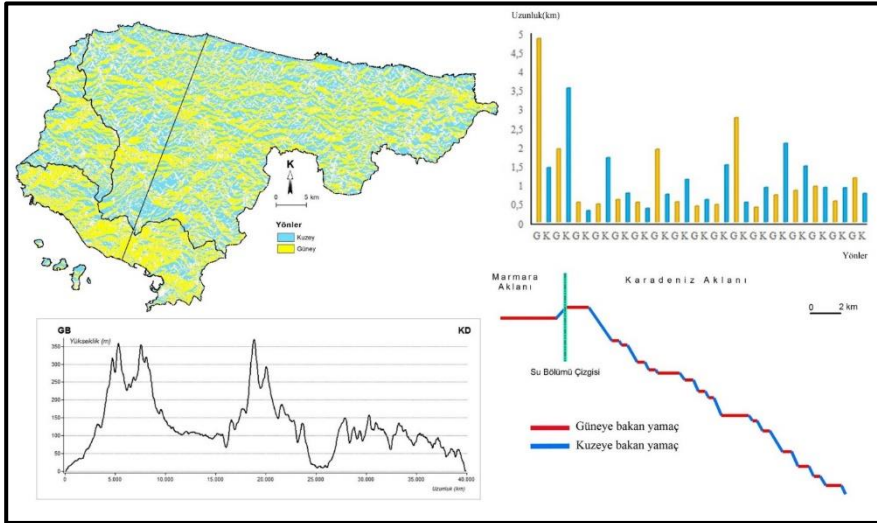 K
0 5 km
Yönler
Kuzey
Güney
GB
KD
Yükseklik (m)
350
300
250
200
150
100
50
0
0 5.000 10.000 15.000 20.000 25.000 30.000 35.000 40.000
Uzunluk (km)
Uzunluk(km)
5
4,5
4
3,5
3
2,5
2
1,5
1
0,5
0
G K G K G K G K G K G K G K G K G K G K G K G K G K G K G K G K G K
Yönler
Marmara
Aklanı
Karadeniz Aklanı
0 2 km
Su Bölümü Çizgisi
Güneye bakan yamaç
Kuzeye bakan yamaç